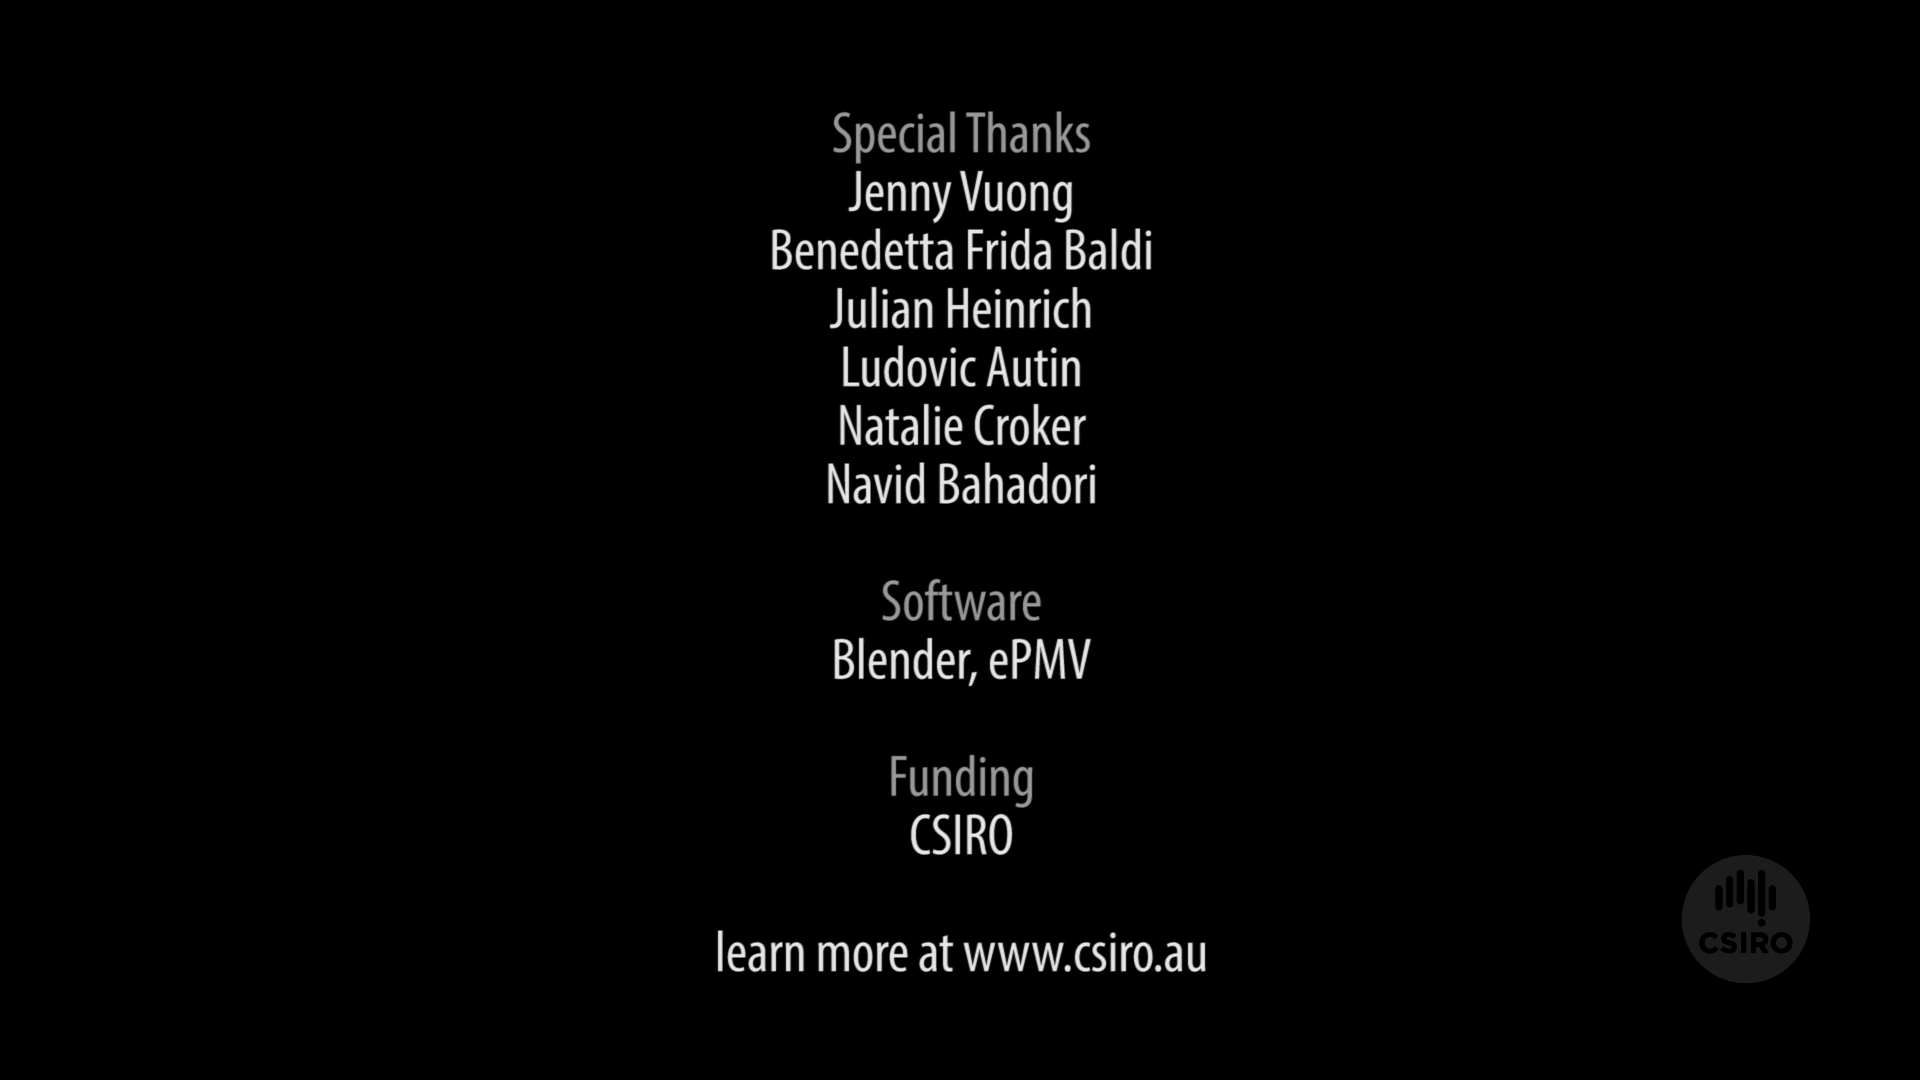 Special Thanks
Jenny Vuong
Benedetta Frida Baldi
Julian Heinrich
Ludovic Autin
Natalie Croker
Navid Bahadori
Software
Blender, ePMV
Funding
CSIRO
learn more at www.csiro.au
CSIRO